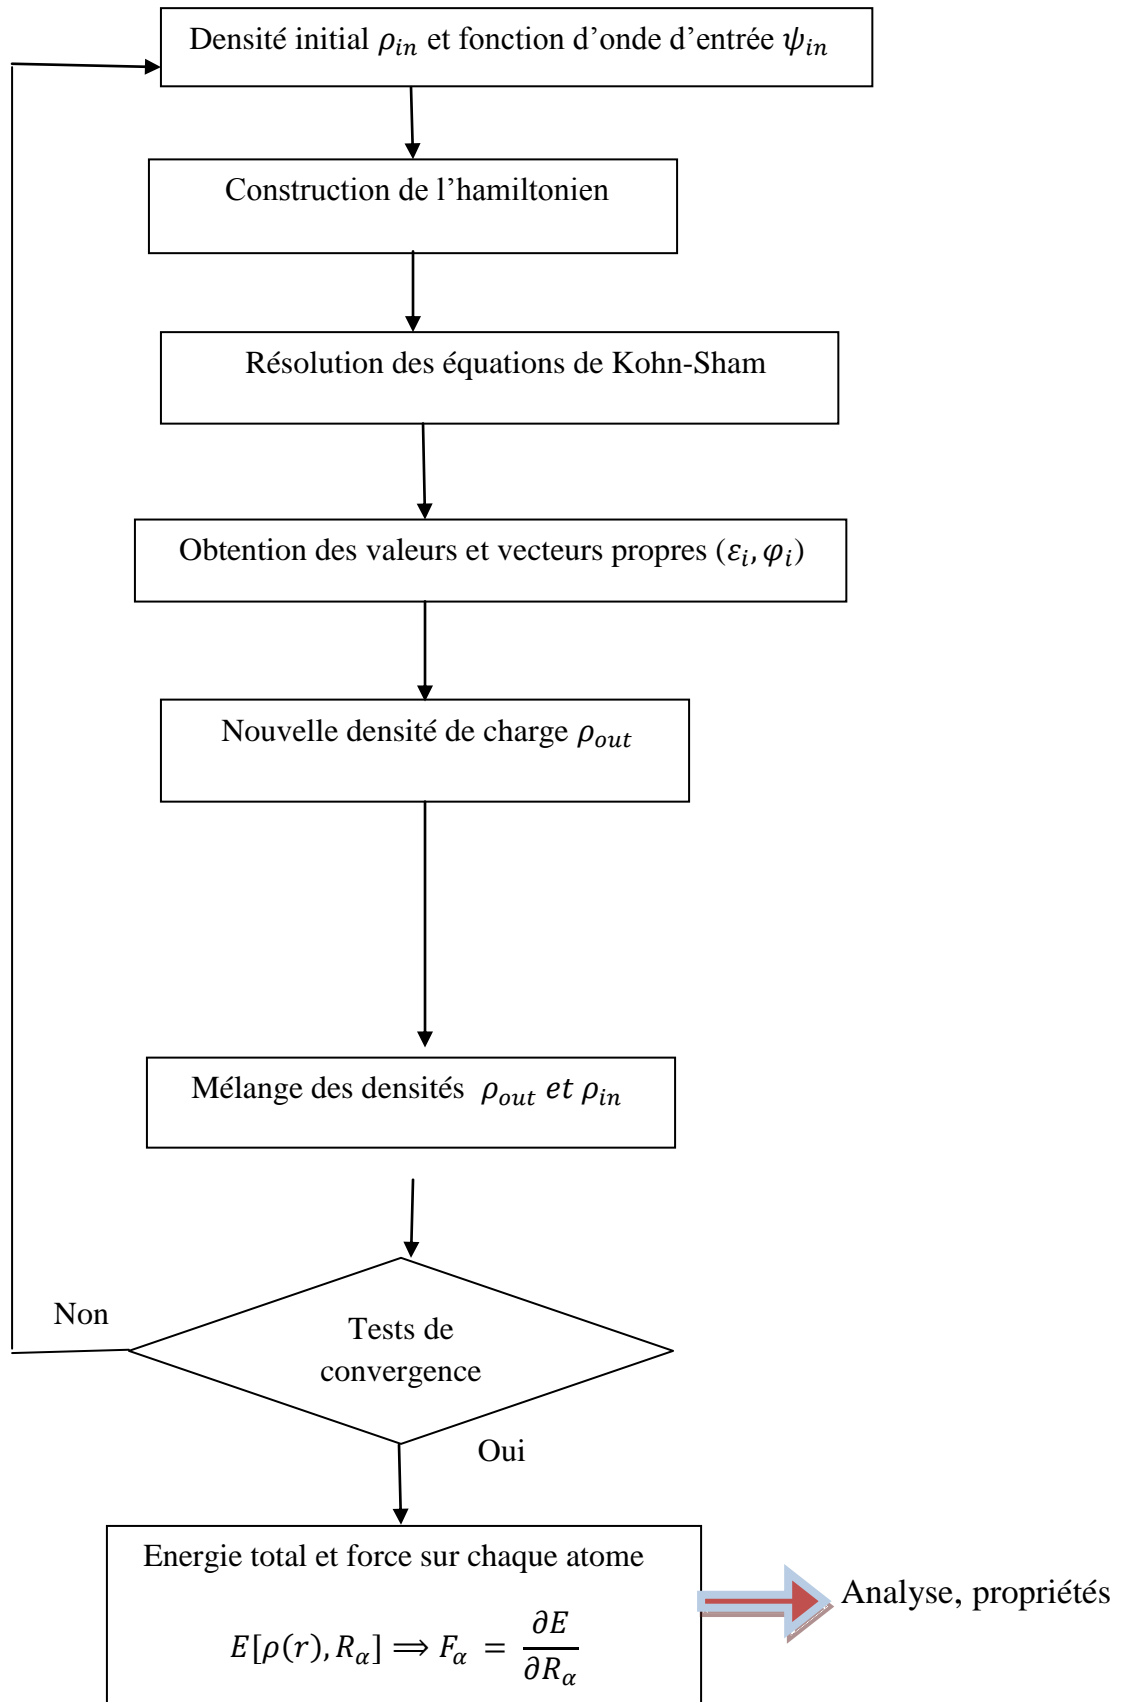 Densité initial ρ_in et fonction d’onde d’entrée ψ_in
Construction de l’hamiltonien
Résolution des équations de Kohn-Sham
Obtention des valeurs et vecteurs propres (ε_i, φ_i)
Nouvelle densité de charge ρ_out
Mélange des densités ρ_out et ρ_in
Non
Tests de
convergence
Oui
Energie total et force sur chaque atome
E[ρ(r), R_α] ⟹ F_α = ∂E/∂R_α
Analyse, propriétés